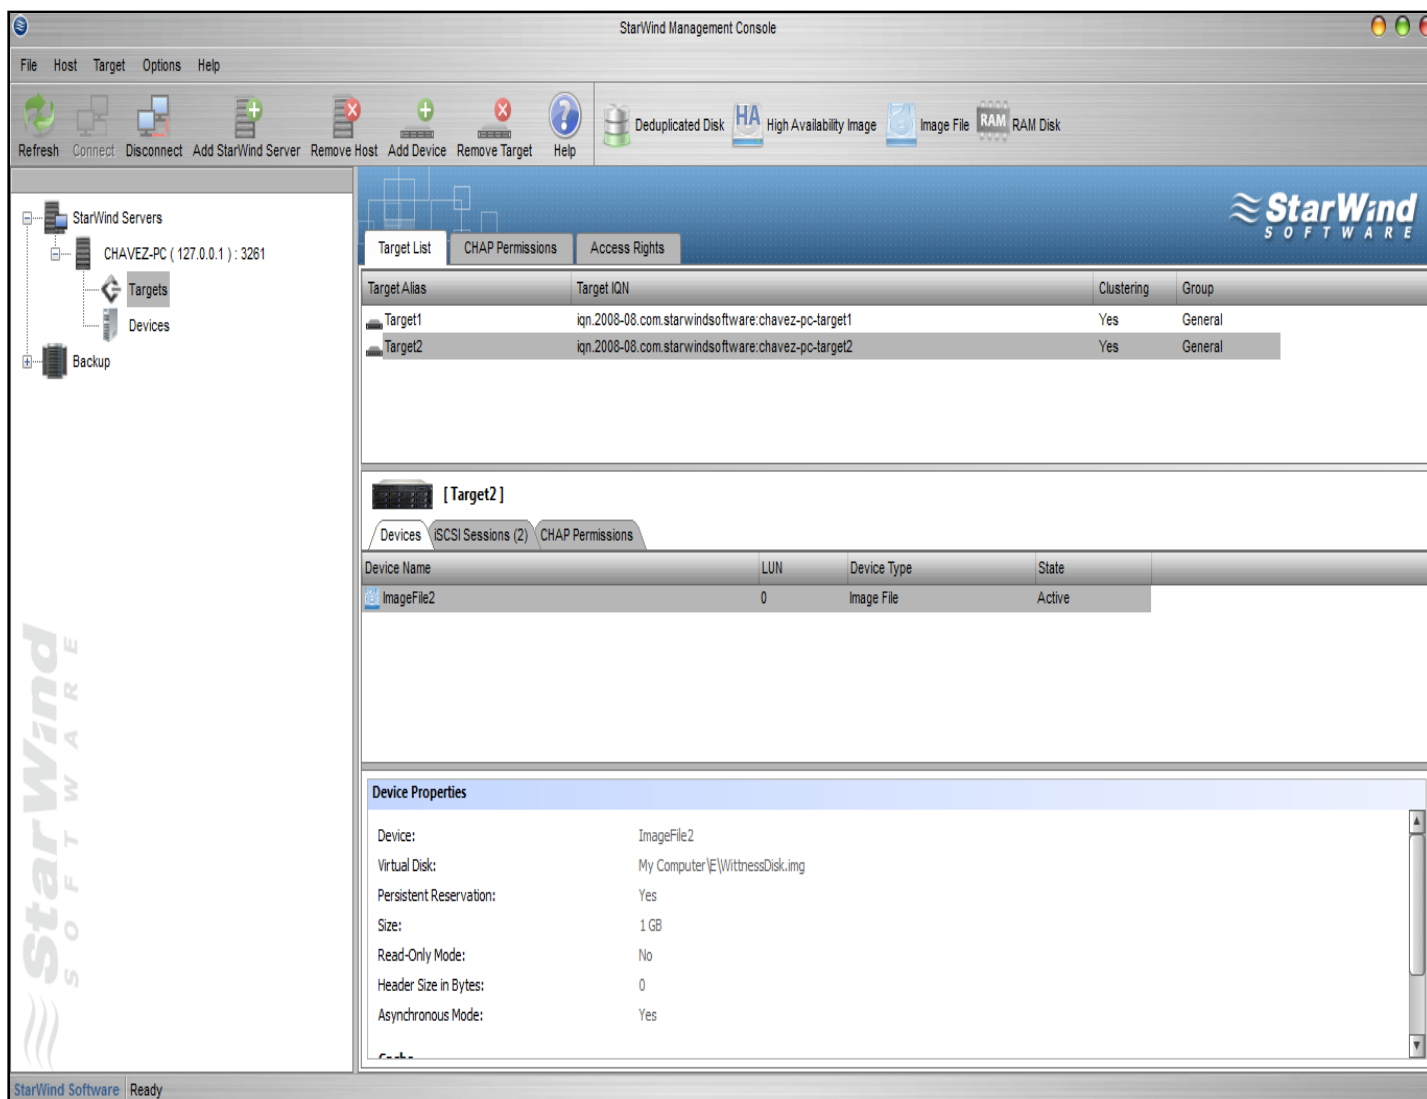 StarWind Management Console
File Host Target Options Help
Refresh Connect Disconnect Add StarWind Server Remove Host Add Device Remove Target Help
Deduplicated Disk HA High Availability Image Image File RAM RAM Disk
StarWind Servers
CHAVEZ-PC ( 127.0.0.1 ) : 3261
Targets
Devices
Backup
StarWind
SOFTWARE
StarWind
SOFTWARE
Target List CHAP Permissions Access Rights
Target Alias Target IQN Clustering Group
Target1 iqn.2008-08.com.starwindsoftware:chavez-pc-target1 Yes General
Target2 iqn.2008-08.com.starwindsoftware:chavez-pc-target2 Yes General
[ Target2 ]
Devices iSCSI Sessions (2) CHAP Permissions
Device Name LUN Device Type State
ImageFile2 0 Image File Active
Device Properties
Device: ImageFile2
Virtual Disk: My Computer\E\WittnessDisk.img
Persistent Reservation: Yes
Size: 1 GB
Read-Only Mode: No
Header Size in Bytes: 0
Asynchronous Mode: Yes
Cache
StarWind Software Ready